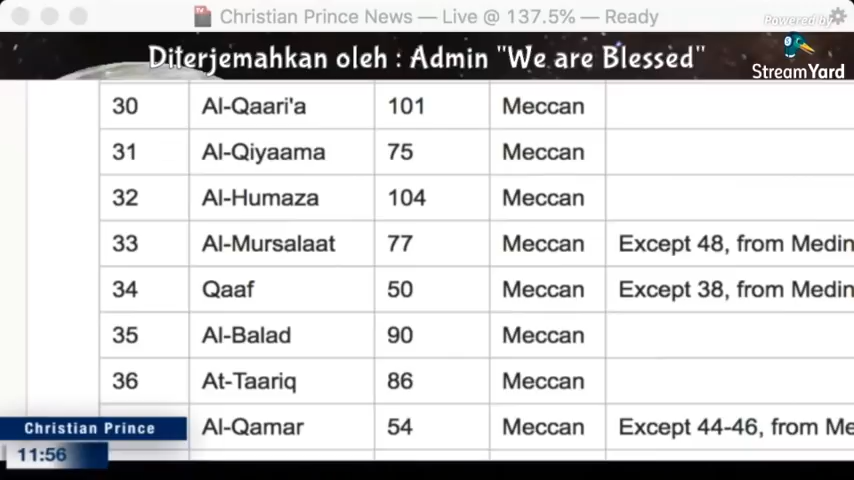 Christian Prince News — Live @ 137.5% — Ready
Powered by
Diterjemahkan oleh : Admin "We are Blessed"
StreamYard
30 Al-Qaari'a 101 Meccan
31 Al-Qiyaama 75 Meccan
32 Al-Humaza 104 Meccan
33 Al-Mursalaat 77 Meccan Except 48, from Medin
34 Qaaf 50 Meccan Except 38, from Medin
35 Al-Balad 90 Meccan
36 At-Taariq 86 Meccan
Al-Qamar 54 Meccan Except 44-46, from Me
Christian Prince
11:56